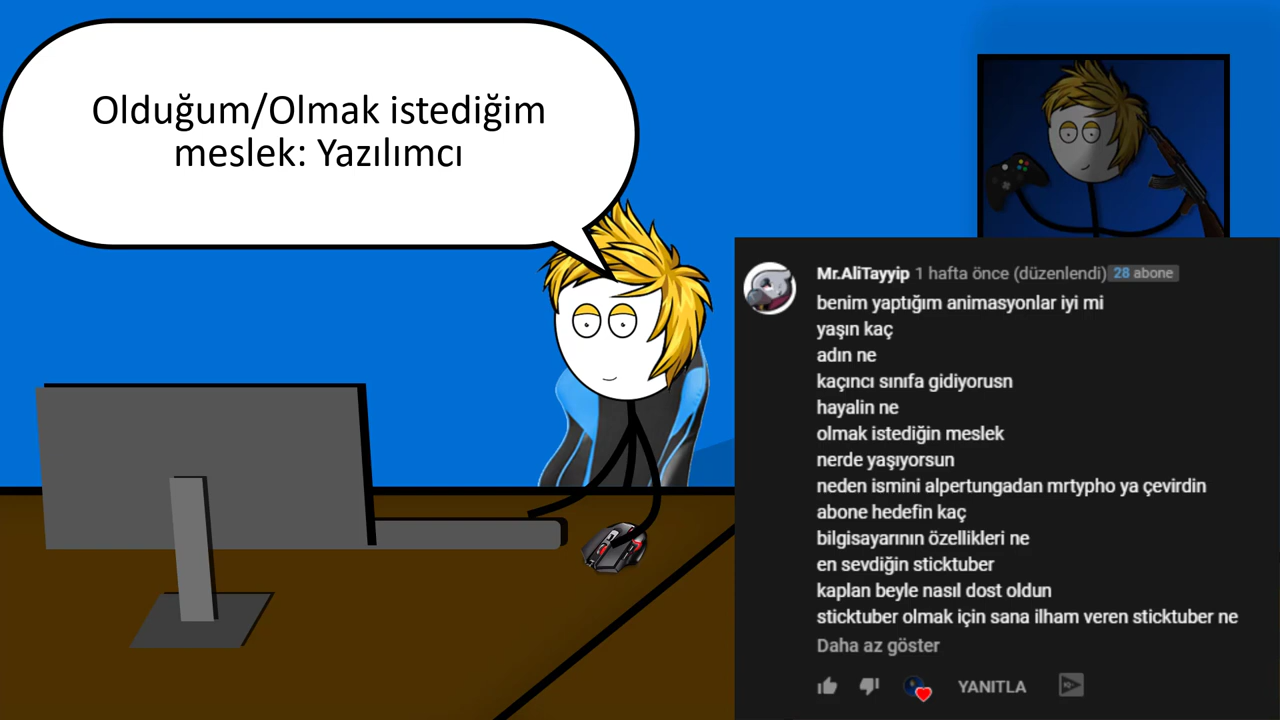 Olduğum/Olmak istediğim
meslek: Yazılımcı
Mr.AliTayyip 1 hafta önce (düzenlendi) 28 abone
benim yaptığım animasyonlar iyi mi
yaşın kaç
adın ne
kaçıncı sınıfa gidiyorusn
hayalin ne
olmak istediğin meslek
nerde yaşıyorsun
neden ismini alpertungadan mrtypho ya çevirdin
abone hedefin kaç
bilgisayarının özellikleri ne
en sevdiğin sticktuber
kaplan beyle nasıl dost oldun
sticktuber olmak için sana ilham veren sticktuber ne
Daha az göster
YANITLA